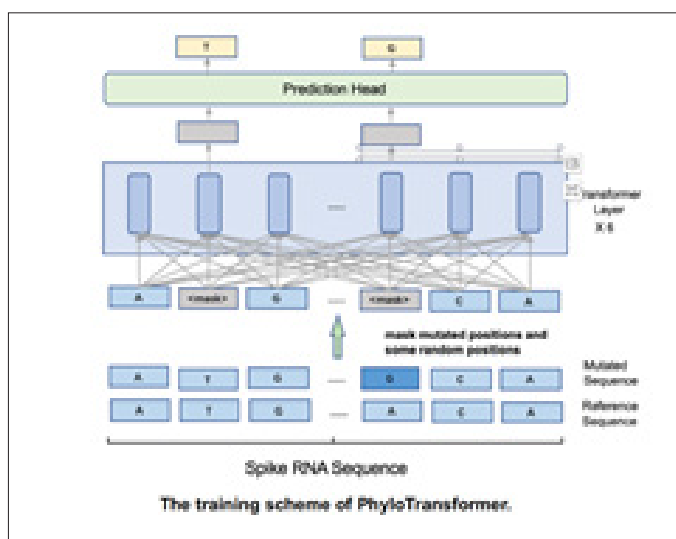 T G
Prediction Head
....
Transformer
Layer
X 6
A <mask> G .... <mask> C A
mask mutated positions and
some random positions
A T G .... G C A
Mutated
Sequence
A T G .... A C A
Reference
Sequence
Spike RNA Sequence
The training scheme of PhyloTransformer.